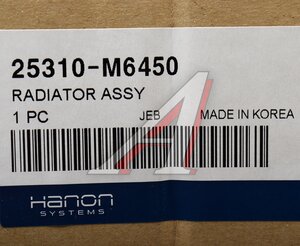 25310-M6450
RADIATOR ASSY
1 PC JEB MADE IN KOREA
Hanon
SYSTEMS